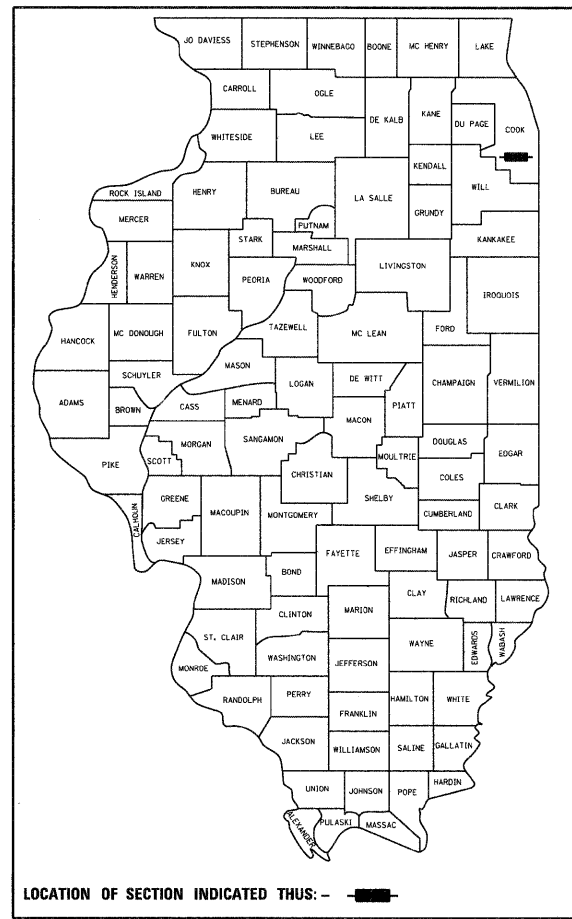 JO DAVIESS
STEPHENSON
WINNEBAGO
BOONE
MC HENRY
LAKE
CARROLL
OGLE
DE KALB
KANE
DU PAGE
COOK
WHITESIDE
LEE
KENDALL
WILL
ROCK ISLAND
HENRY
BUREAU
LA SALLE
GRUNDY
MERCER
PUTNAM
STARK
MARSHALL
KANKAKEE
HENDERSON
WARREN
KNOX
PEORIA
WOODFORD
LIVINGSTON
IROQUOIS
HANCOCK
MC DONOUGH
FULTON
TAZEWELL
MC LEAN
FORD
SCHUYLER
MASON
LOGAN
DE WITT
CHAMPAIGN
VERMILION
ADAMS
BROWN
CASS
MENARD
MACON
PIATT
PIKE
SCOTT
MORGAN
SANGAMON
CHRISTIAN
MOULTRIE
DOUGLAS
EDGAR
COLES
CALHOUN
GREENE
MACOUPIN
MONTGOMERY
SHELBY
CUMBERLAND
CLARK
JERSEY
FAYETTE
EFFINGHAM
JASPER
CRAWFORD
MADISON
BOND
CLAY
RICHLAND
LAWRENCE
CLINTON
MARION
ST. CLAIR
WAYNE
EDWARDS
WABASH
MONROE
WASHINGTON
JEFFERSON
RANDOLPH
PERRY
HAMILTON
WHITE
FRANKLIN
JACKSON
WILLIAMSON
SALINE
GALLATIN
UNION
JOHNSON
POPE
HARDIN
ALEXANDER
PULASKI
MASSAC
LOCATION OF SECTION INDICATED THUS: -